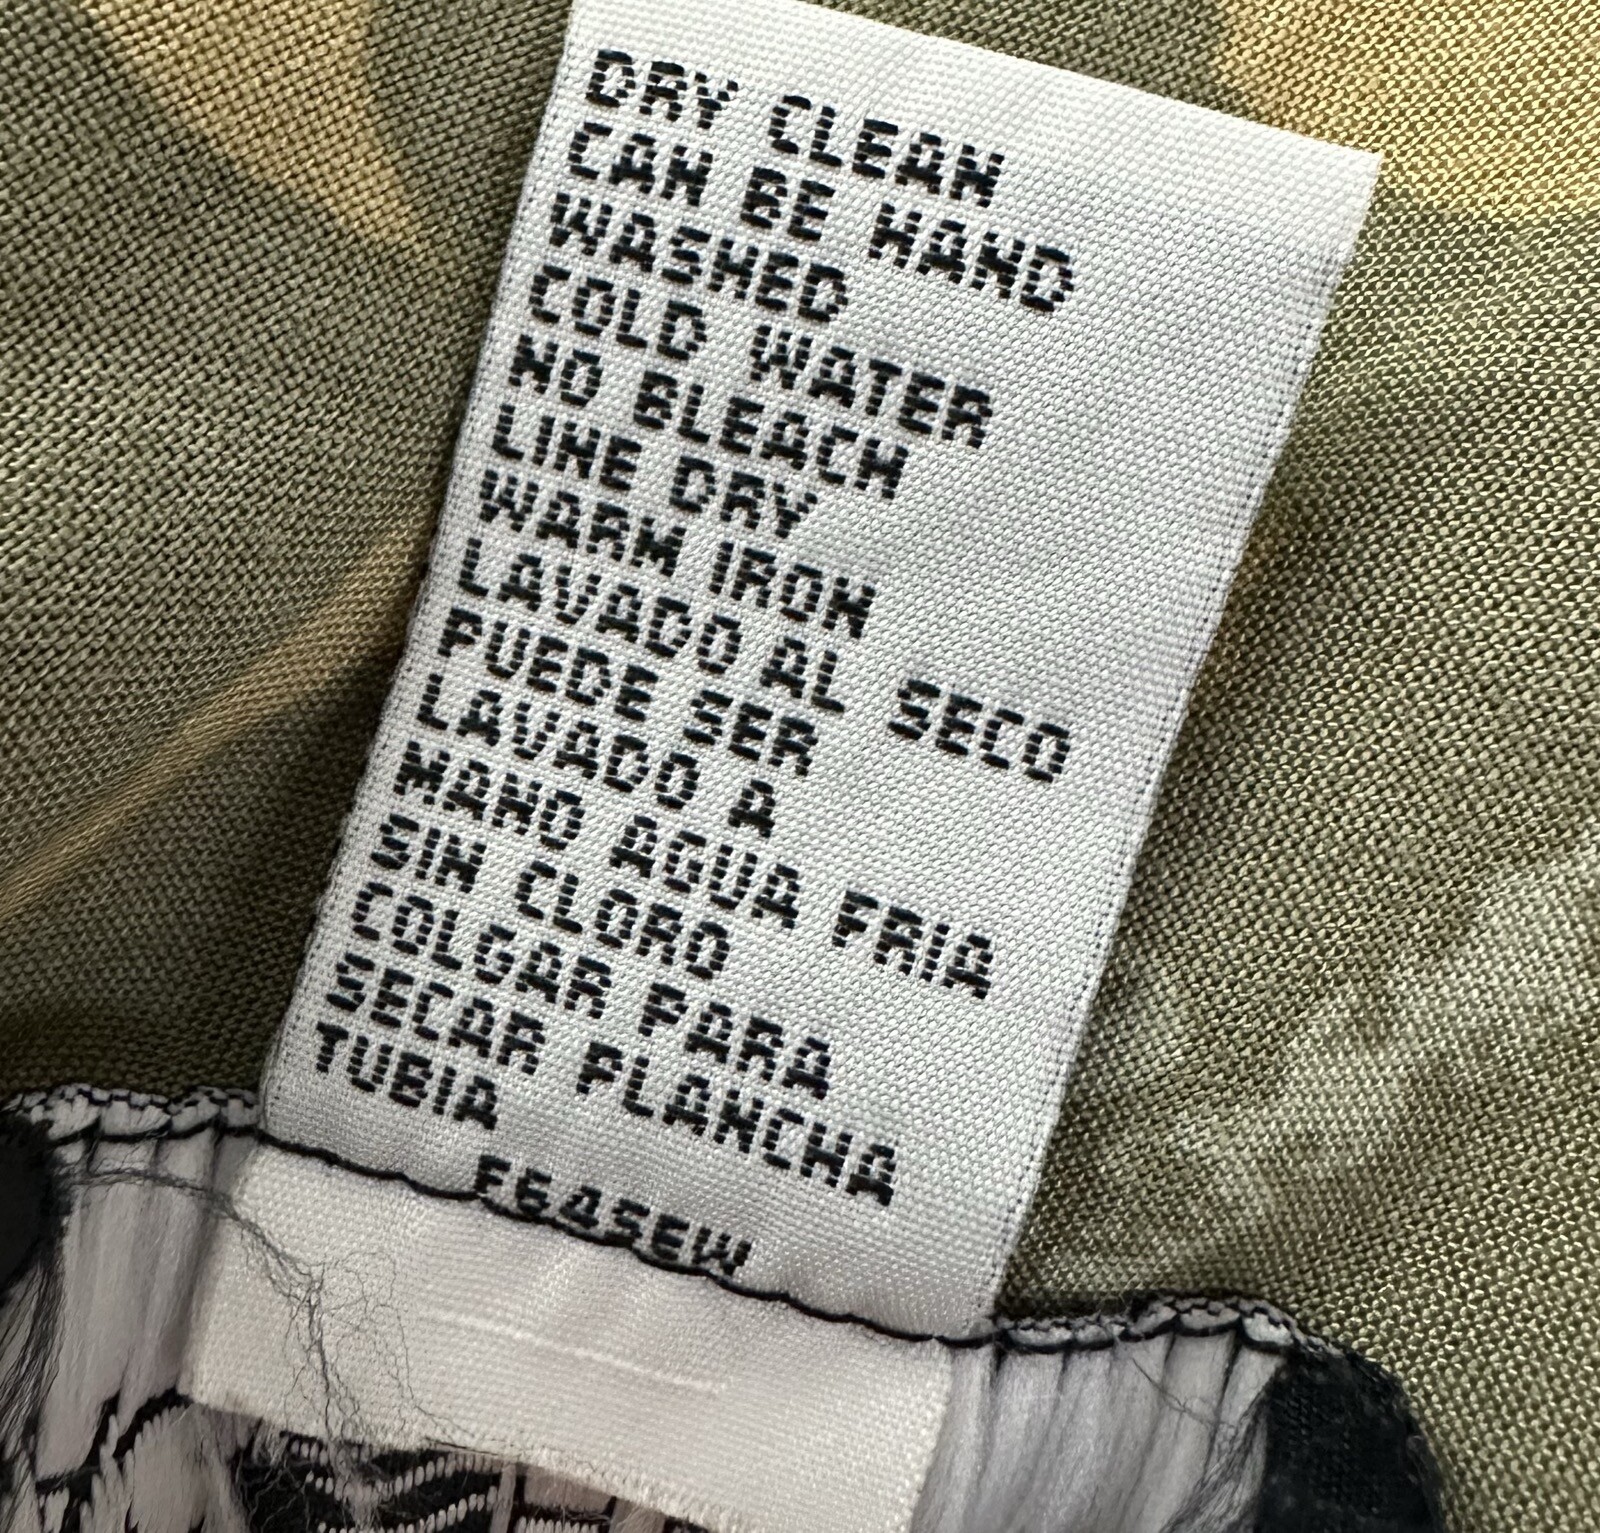 DRY CLEAN
CAN BE HAND
WASHED
COLD WATER
NO BLEACH
LINE DRY
WARM IRON
LAVADO AL SECO
PUEDE SER
LAVADO A
MANO AGUA FRIA
SIN CLORO
COLGAR PARA
SECAR PLANCHA
TUBIA